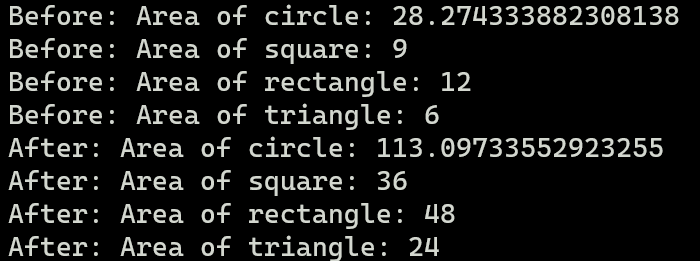 Before: Area of circle: 28.274333882308138
Before: Area of square: 9
Before: Area of rectangle: 12
Before: Area of triangle: 6
After: Area of circle: 113.09733552923255
After: Area of square: 36
After: Area of rectangle: 48
After: Area of triangle: 24